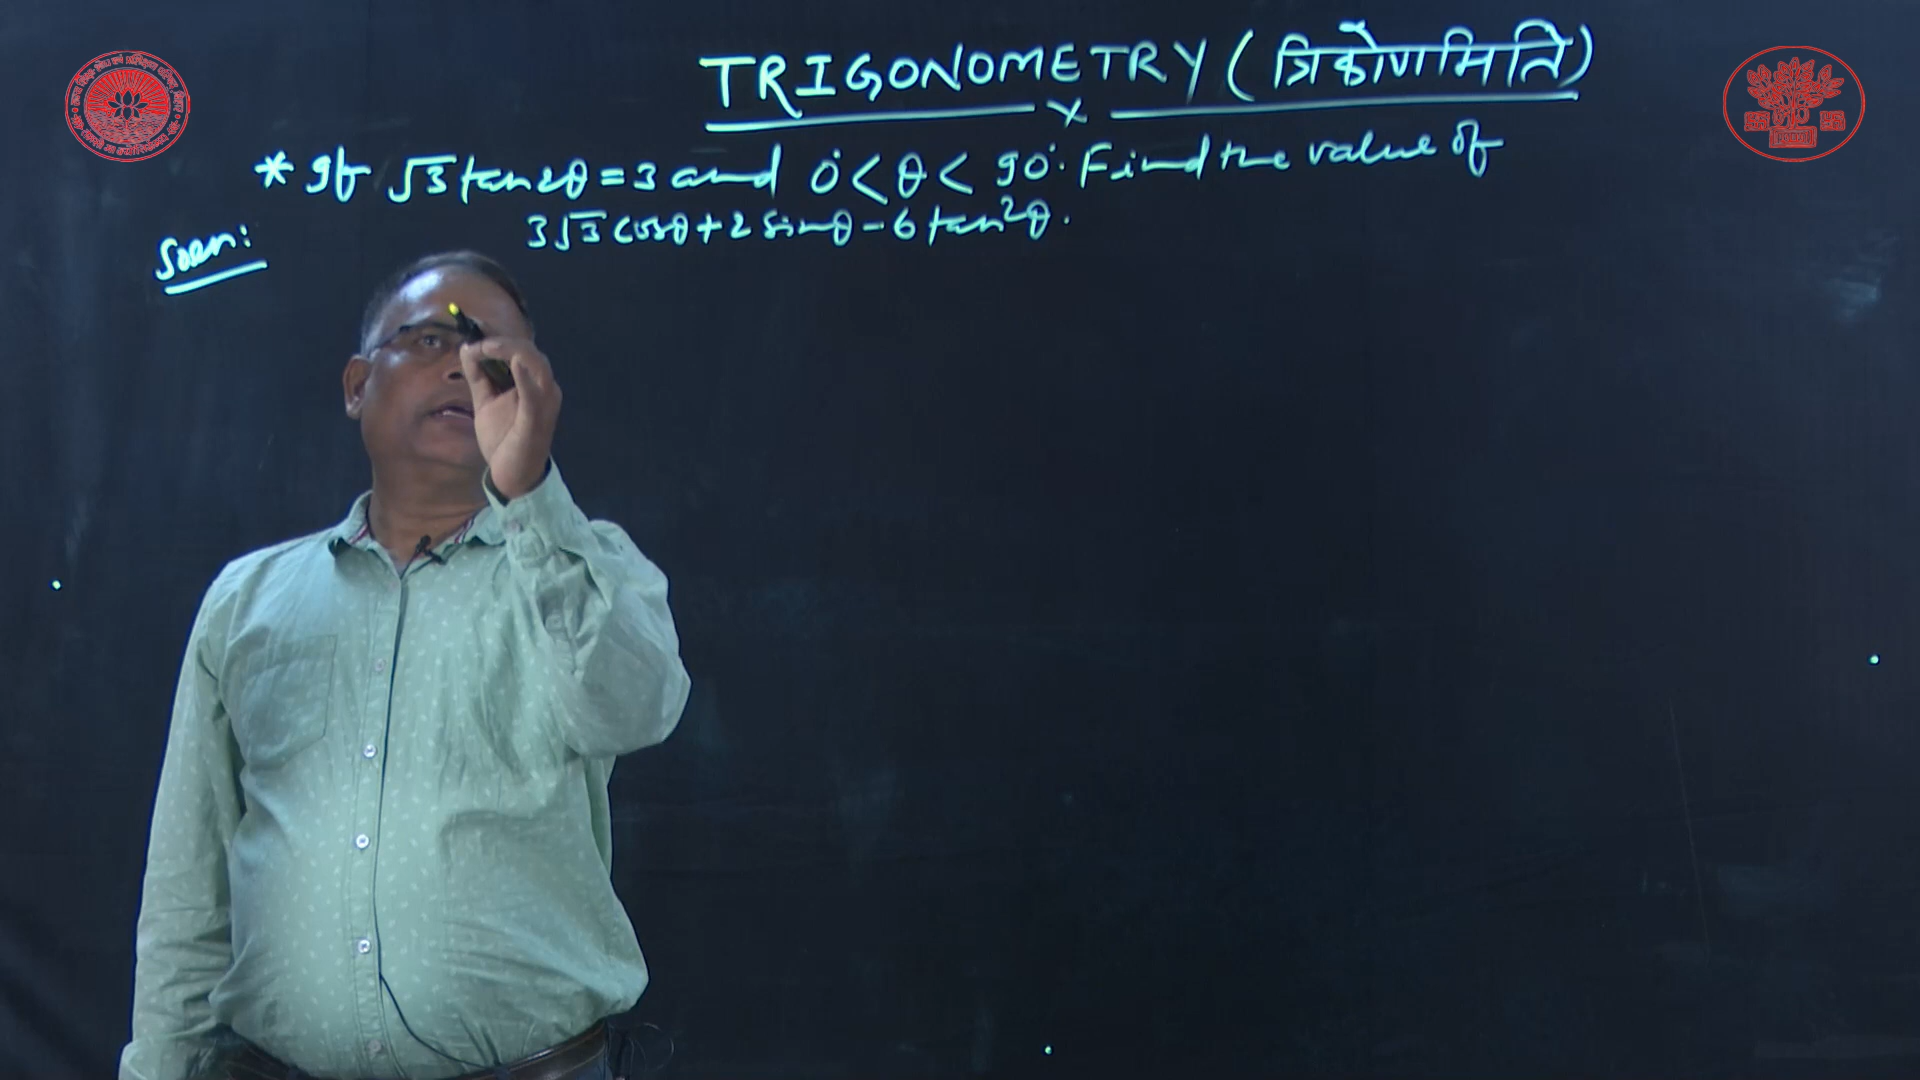 TRIGONOMETRY (त्रिकोणमिति)
* If √3 tan2θ = 3 and 0° < θ < 90°. Find the value of
3√3 cosθ + 2 sinθ - 6 tan²θ.
Soln: